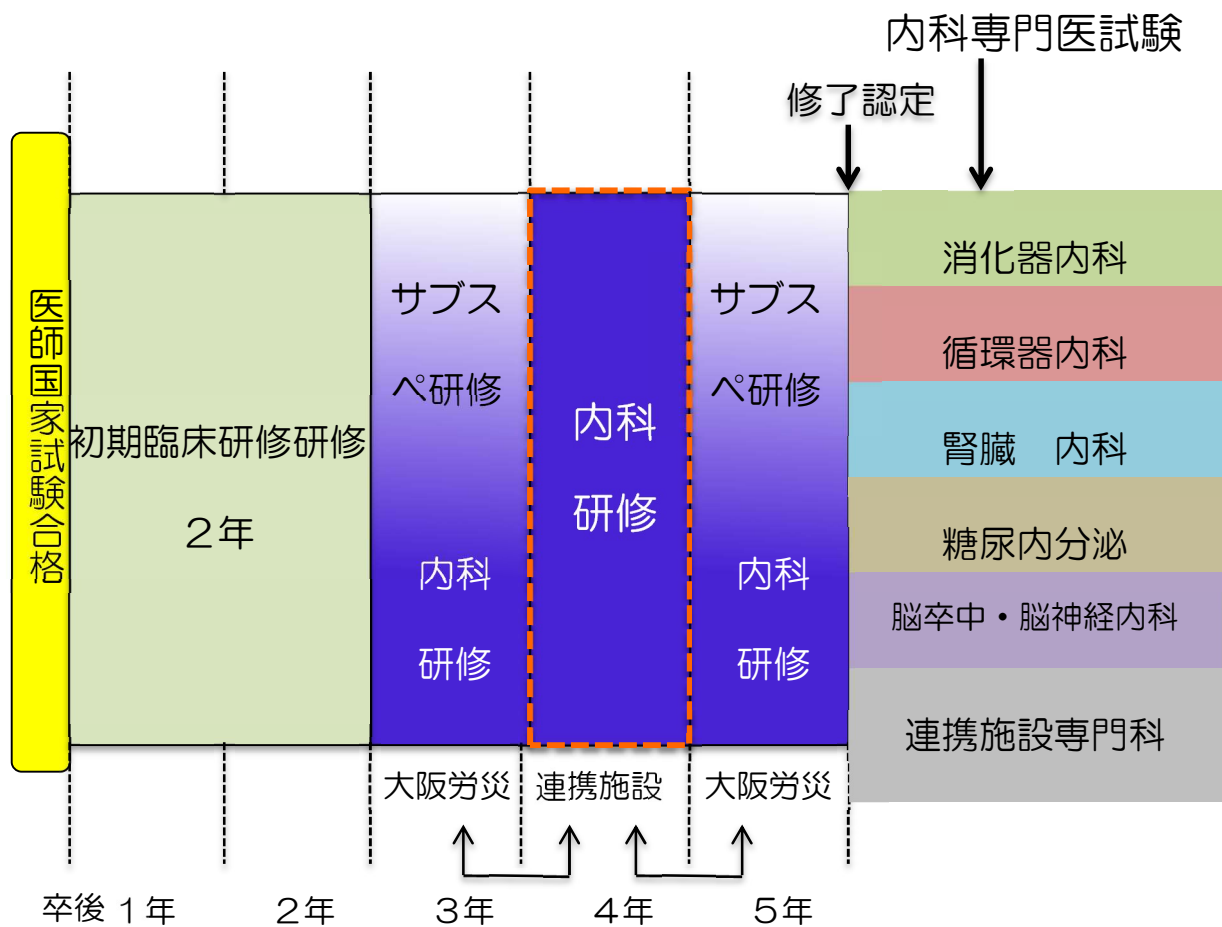 内科専門医試験
修了認定
医師国家試験合格
初期臨床研修研修
２年
サブス
ペ研修
内科
研修
内科
研修
サブス
ペ研修
内科
研修
消化器内科
循環器内科
腎臓　内科
糖尿内分泌
脳卒中・脳神経内科
連携施設専門科
大阪労災
連携施設
大阪労災
卒後 １年
２年
３年
４年
５年